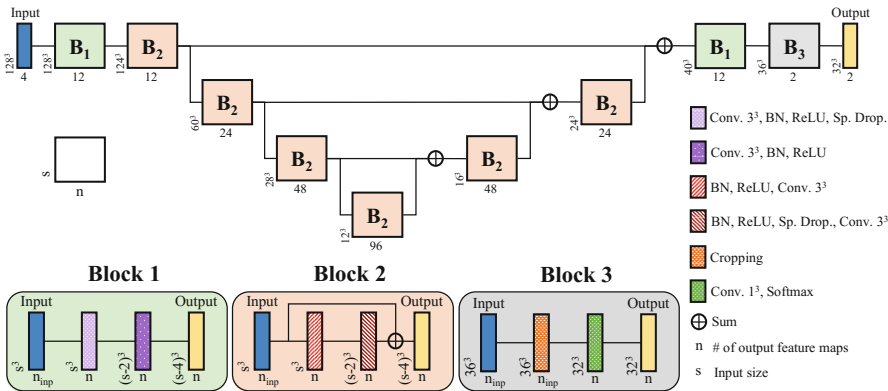 Input
Output
B1
B2
B1
B3
128³
4
128³
12
124³
12
40³
12
36³
2
32³
2
B2
60³
24
B2
24³
24
B2
28³
48
B2
16³
48
B2
12³
96
s
n
Conv. 3³, BN, ReLU, Sp. Drop.
Conv. 3³, BN, ReLU
BN, ReLU, Conv. 3³
BN, ReLU, Sp. Drop., Conv. 3³
Cropping
Conv. 1³, Softmax
Sum
n # of output feature maps
s Input size
Block 1
Input
Output
s³
n_inp
s³
n
(s-2)³
n
(s-4)³
n
Block 2
Input
Output
s³
n_inp
s³
n
(s-2)³
n
(s-4)³
n
Block 3
Input
Output
36³
n_inp
36³
n
32³
n
32³
n